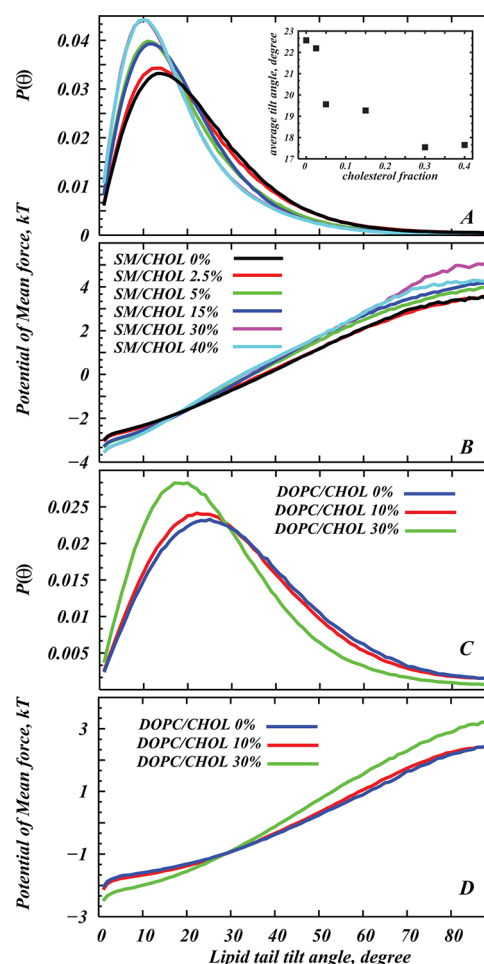 0.04
0.03
0.02
0.01
0
P(θ)
average tilt angle, degree
23
22
21
20
19
18
17
0 0.1 0.2 0.3 0.4
cholesterol fraction
A
Potential of Mean force, kT
4
2
0
−2
−4
SM/CHOL 0%
SM/CHOL 2.5%
SM/CHOL 5%
SM/CHOL 15%
SM/CHOL 30%
SM/CHOL 40%
B
P(θ)
0.025
0.02
0.015
0.01
0.005
DOPC/CHOL 0%
DOPC/CHOL 10%
DOPC/CHOL 30%
C
Potential of Mean force, kT
3
1
−1
−3
DOPC/CHOL 0%
DOPC/CHOL 10%
DOPC/CHOL 30%
D
0 10 20 30 40 50 60 70 80
Lipid tail tilt angle, degree